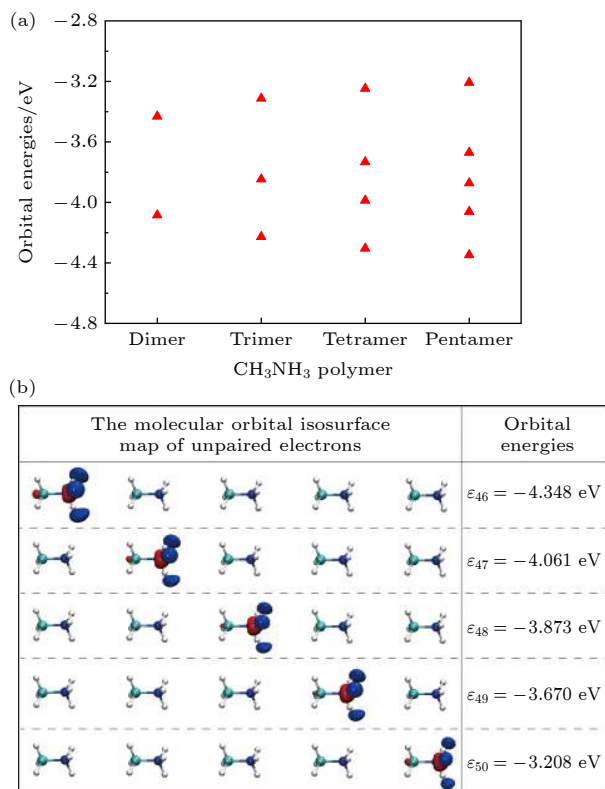 (a)
−2.8
−3.2
−3.6
−4.0
−4.4
−4.8
Orbital energies/eV
Dimer Trimer Tetramer Pentamer
CH₃NH₃ polymer
(b)
The molecular orbital isosurface
map of unpaired electrons
Orbital
energies
ε₄₆ = −4.348 eV
ε₄₇ = −4.061 eV
ε₄₈ = −3.873 eV
ε₄₉ = −3.670 eV
ε₅₀ = −3.208 eV